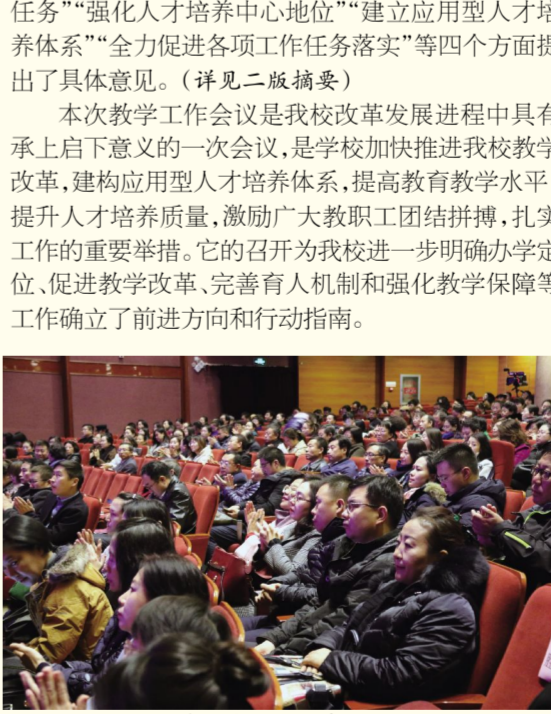 任务”“强化人才培养中心地位”“建立应用型人才培
养体系”“全力促进各项工作任务落实”等四个方面提
出了具体意见。(详见二版摘要)
本次教学工作会议是我校改革发展进程中具有
承上启下意义的一次会议,是学校加快推进我校教学
改革,建构应用型人才培养体系,提高教育教学水平
提升人才培养质量,激励广大教职工团结拼搏,扎实
工作的重要举措。它的召开为我校进一步明确办学定
位、促进教学改革、完善育人机制和强化教学保障等
工作确立了前进方向和行动指南。